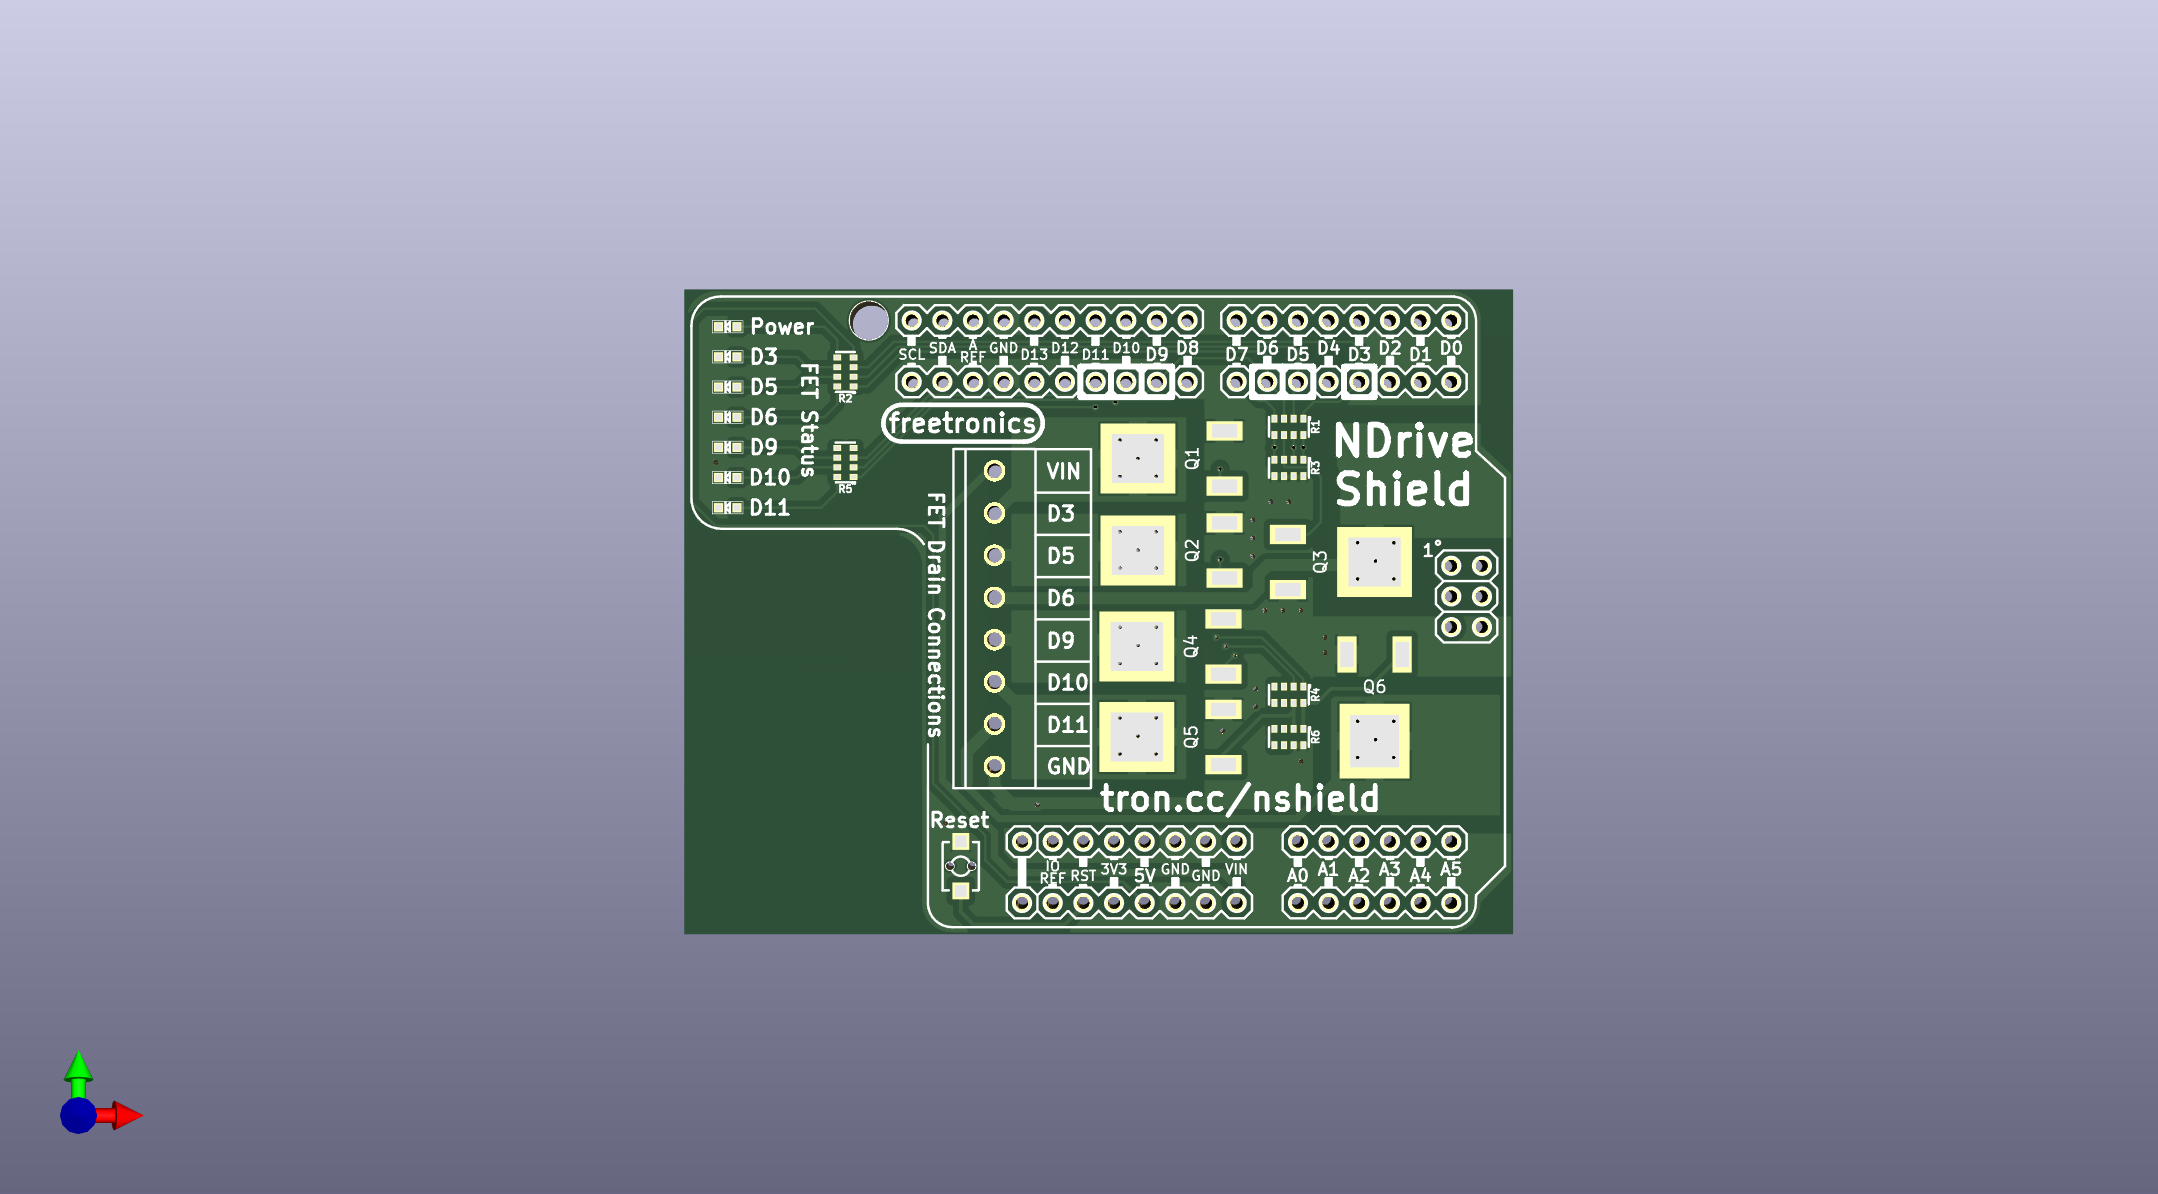 Power
D3
D5
D6
D9
D10
D11
FET Status
R2
R5
SCL SDA A REF GND D13 D12 D11 D10 D9 D8
D7 D6 D5 D4 D3 D2 D1 D0
freetronics
NDrive
Shield
R1
R3
Q1
Q2
Q3
Q4
Q5
Q6
R4
R6
1°
FET Drain Connections
VIN
D3
D5
D6
D9
D10
D11
GND
tron.cc/nshield
Reset
IO REF RST 3V3 5V GND GND VIN
A0 A1 A2 A3 A4 A5